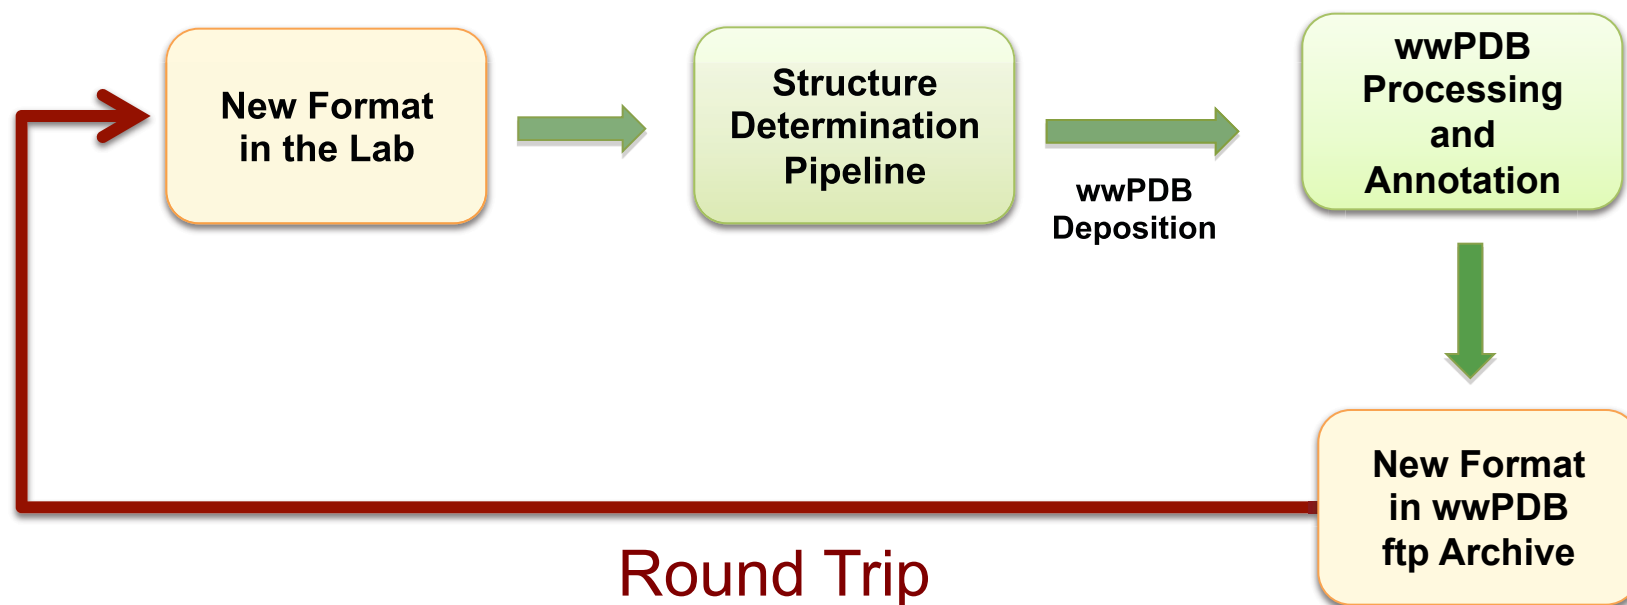 New Format
in the Lab
Structure
Determination
Pipeline
wwPDB
Deposition
wwPDB
Processing
and
Annotation
New Format
in wwPDB
ftp Archive
Round Trip